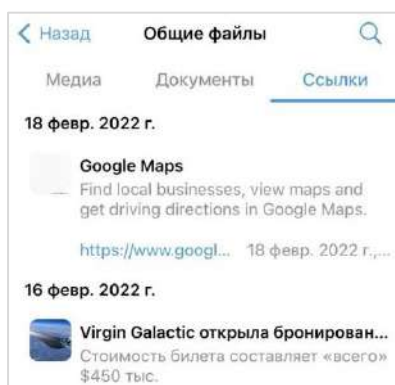 Назад
Общие файлы
Медиа Документы Ссылки
18 февр. 2022 г.
Google Maps
Find local businesses, view maps and
get driving directions in Google Maps.
https://www.googl... 18 февр. 2022 г.,...
16 февр. 2022 г.
Virgin Galactic открыла бронирован...
Стоимость билета составляет «всего»
$450 тыс.